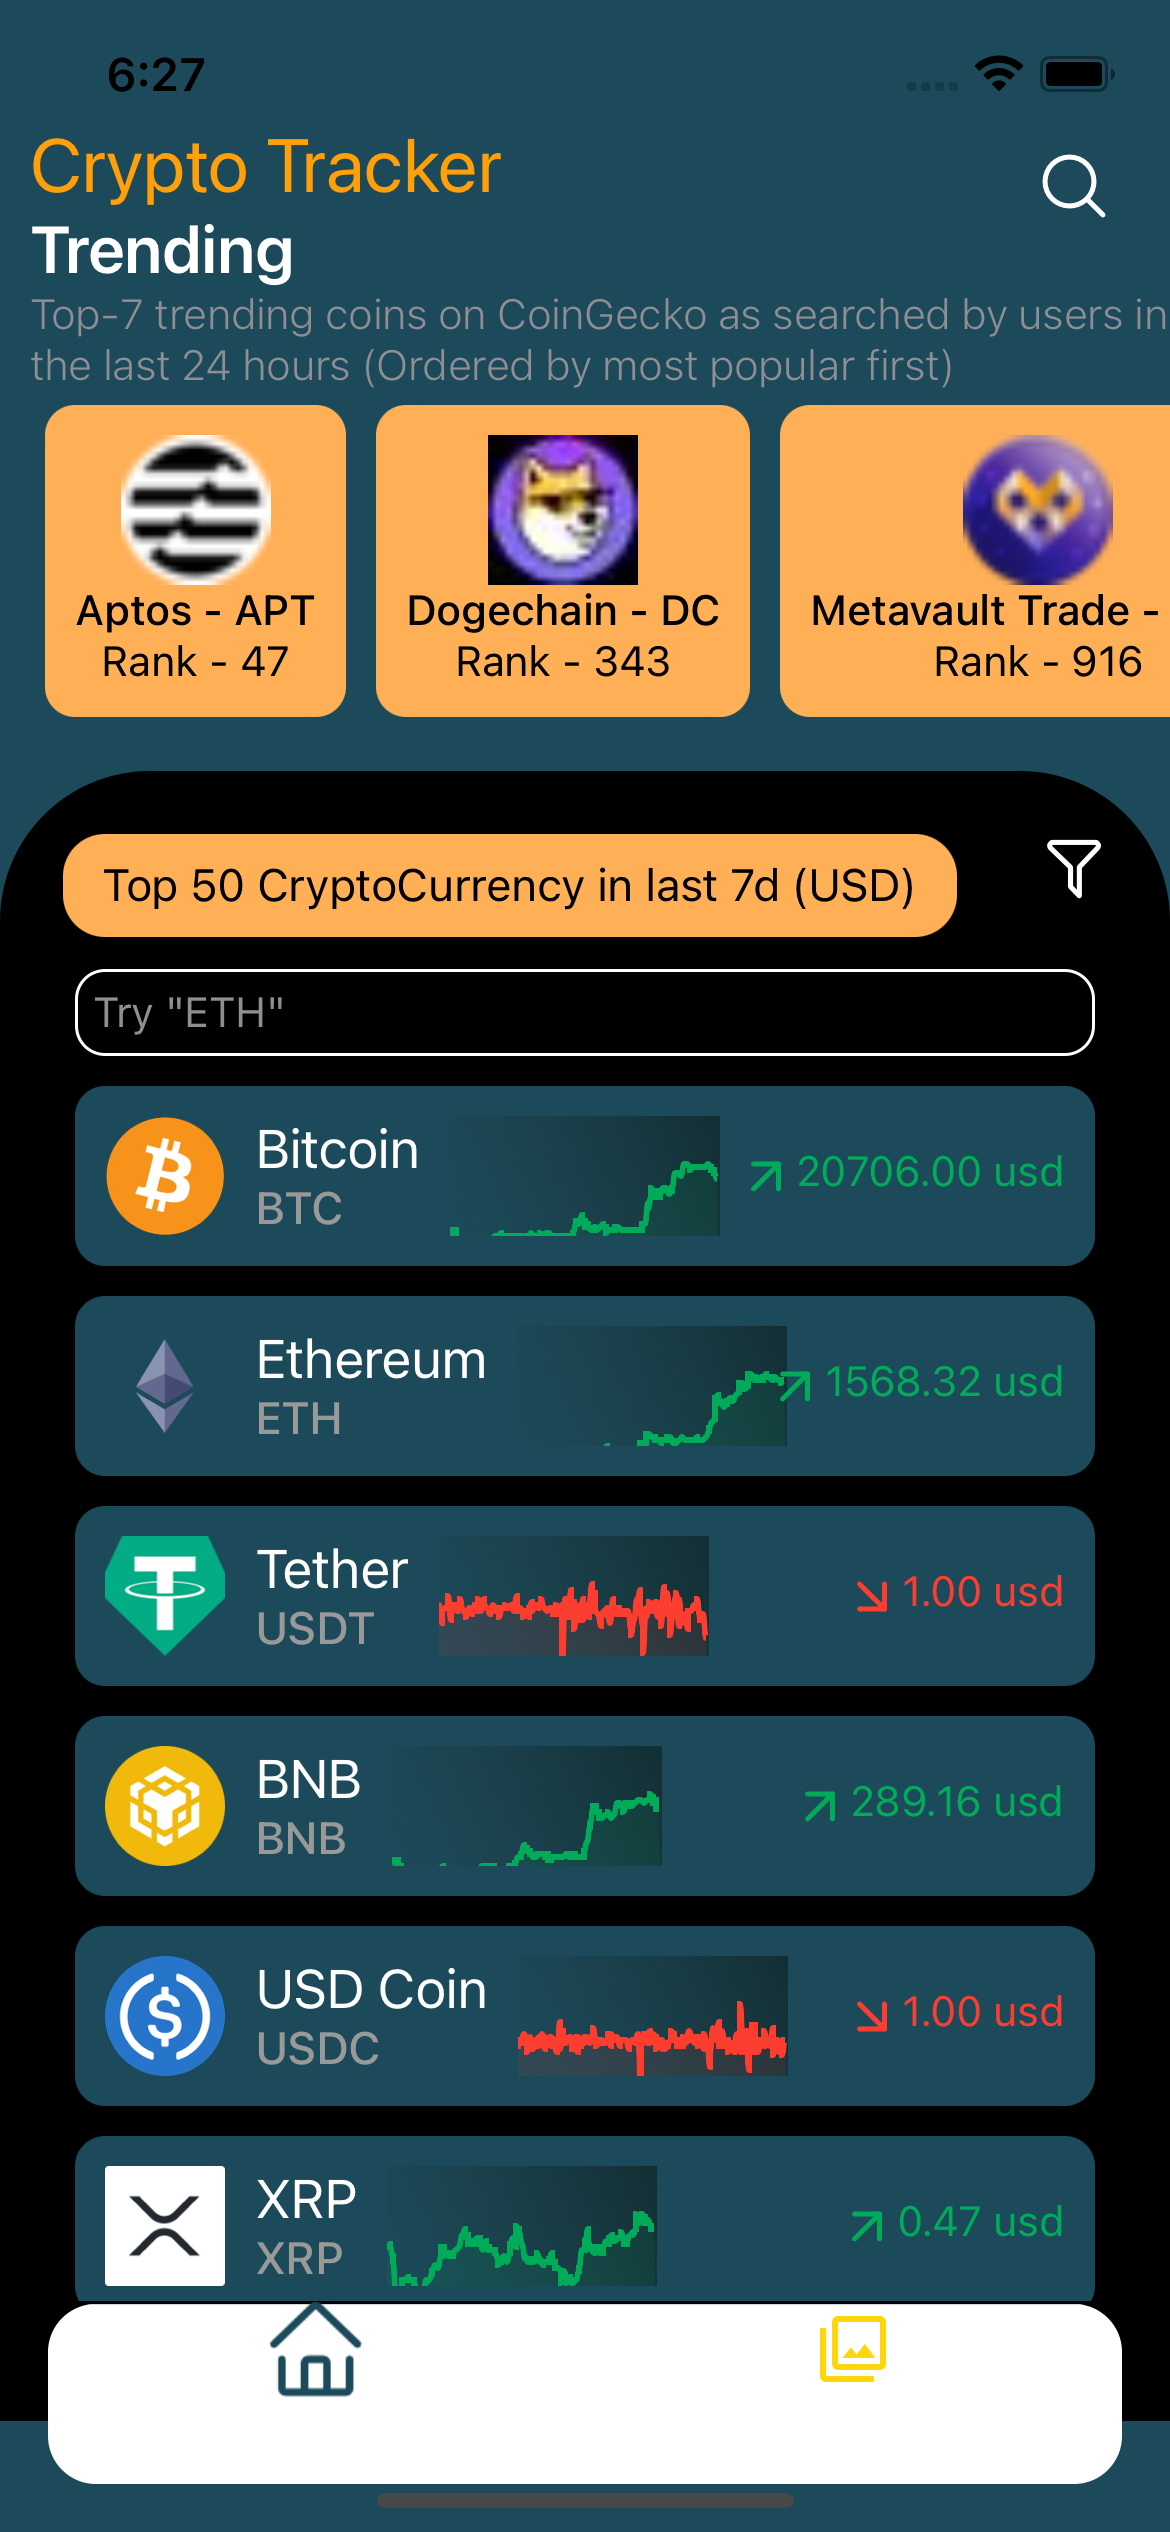 6:27
Crypto Tracker
Trending
Top-7 trending coins on CoinGecko as searched by users in
the last 24 hours (Ordered by most popular first)
Aptos - APT
Rank - 47
Dogechain - DC
Rank - 343
Metavault Trade -
Rank - 916
Top 50 CryptoCurrency in last 7d (USD)
Try "ETH"
Bitcoin
BTC
20706.00 usd
Ethereum
ETH
1568.32 usd
Tether
USDT
1.00 usd
BNB
BNB
289.16 usd
USD Coin
USDC
1.00 usd
XRP
XRP
0.47 usd